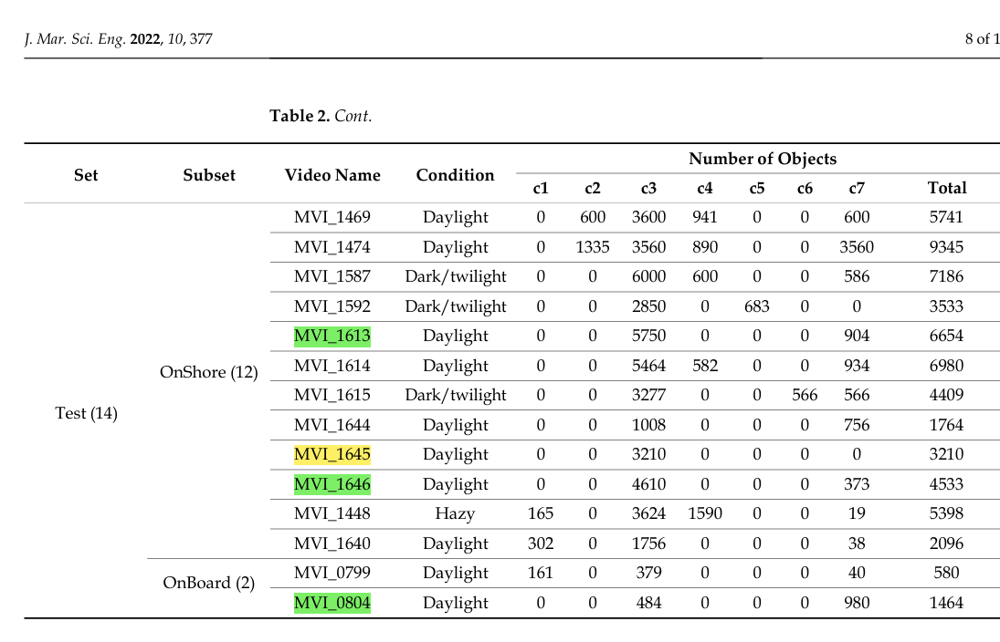 J. Mar. Sci. Eng. 2022, 10, 377 8 of 1
Table 2. Cont.
Number of Objects
Set Subset Video Name Condition
c1 c2 c3 c4 c5 c6 c7 Total
MVI_1469 Daylight 0 600 3600 941 0 0 600 5741
MVI_1474 Daylight 0 1335 3560 890 0 0 3560 9345
MVI_1587 Dark/twilight 0 0 6000 600 0 0 586 7186
MVI_1592 Dark/twilight 0 0 2850 0 683 0 0 3533
MVI_1613 Daylight 0 0 5750 0 0 0 904 6654
OnShore (12)
MVI_1614 Daylight 0 0 5464 582 0 0 934 6980
MVI_1615 Dark/twilight 0 0 3277 0 0 566 566 4409
Test (14)
MVI_1644 Daylight 0 0 1008 0 0 0 756 1764
MVI_1645 Daylight 0 0 3210 0 0 0 0 3210
MVI_1646 Daylight 0 0 4610 0 0 0 373 4533
MVI_1448 Hazy 165 0 3624 1590 0 0 19 5398
MVI_1640 Daylight 302 0 1756 0 0 0 38 2096
OnBoard (2)
MVI_0799 Daylight 161 0 379 0 0 0 40 580
MVI_0804 Daylight 0 0 484 0 0 0 980 1464